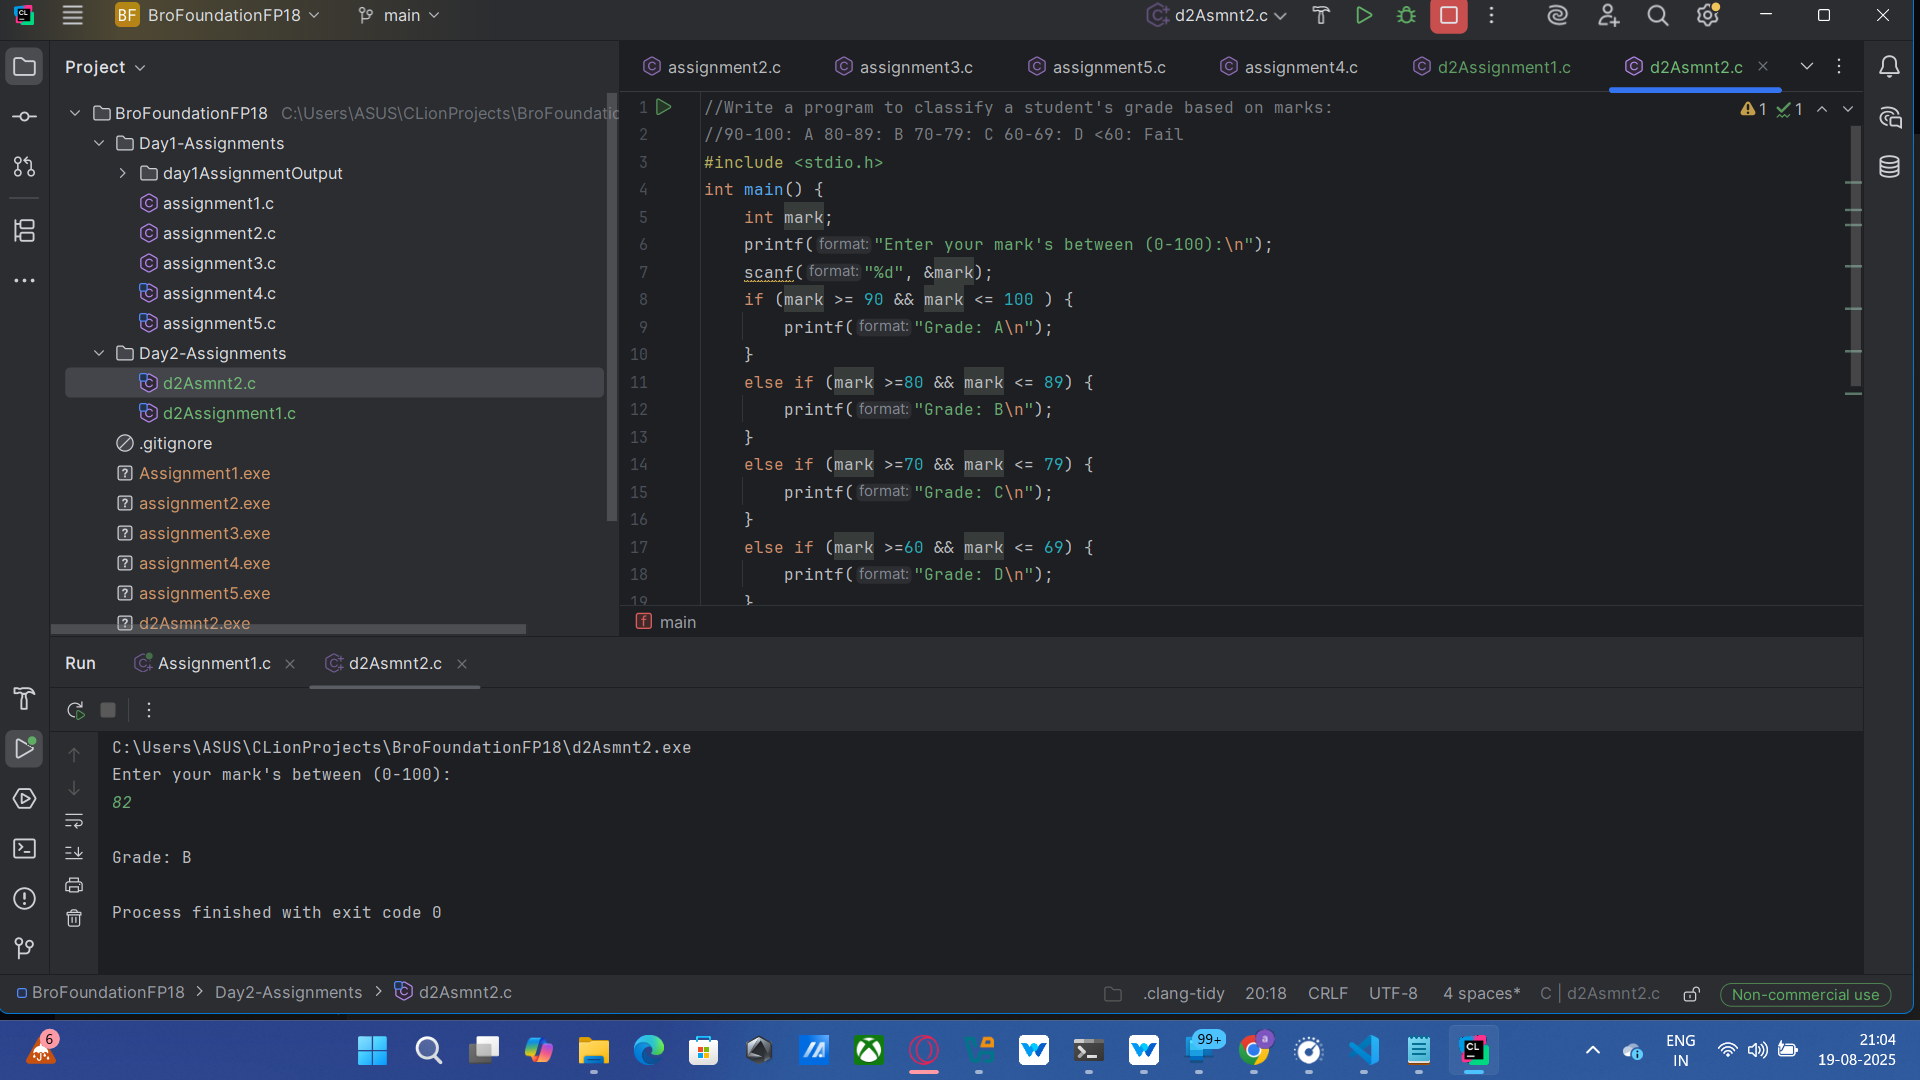 BF BroFoundationFP18 main d2Asmnt2.c
Project
assignment2.c assignment3.c assignment5.c assignment4.c d2Assignment1.c d2Asmnt2.c
BroFoundationFP18 C:\Users\ASUS\CLionProjects\BroFoundatio
Day1-Assignments
day1AssignmentOutput
assignment1.c
assignment2.c
assignment3.c
assignment4.c
assignment5.c
Day2-Assignments
d2Asmnt2.c
d2Assignment1.c
.gitignore
Assignment1.exe
assignment2.exe
assignment3.exe
assignment4.exe
assignment5.exe
d2Asmnt2.exe
1 //Write a program to classify a student's grade based on marks:
1 1
2 //90-100: A 80-89: B 70-79: C 60-69: D <60: Fail
3 #include <stdio.h>
4 int main() {
5 int mark;
6 printf( format: "Enter your mark's between (0-100):\n");
7 scanf( format: "%d", &mark);
8 if (mark >= 90 && mark <= 100 ) {
9 printf( format: "Grade: A\n");
10 }
11 else if (mark >=80 && mark <= 89) {
12 printf( format: "Grade: B\n");
13 }
14 else if (mark >=70 && mark <= 79) {
15 printf( format: "Grade: C\n");
16 }
17 else if (mark >=60 && mark <= 69) {
18 printf( format: "Grade: D\n");
19 }
f main
Run Assignment1.c d2Asmnt2.c
C:\Users\ASUS\CLionProjects\BroFoundationFP18\d2Asmnt2.exe
Enter your mark's between (0-100):
82
Grade: B
Process finished with exit code 0
BroFoundationFP18 > Day2-Assignments > d2Asmnt2.c .clang-tidy 20:18 CRLF UTF-8 4 spaces* C | d2Asmnt2.c Non-commercial use
6
99+
a
CL
ENG
IN
21:04
19-08-2025